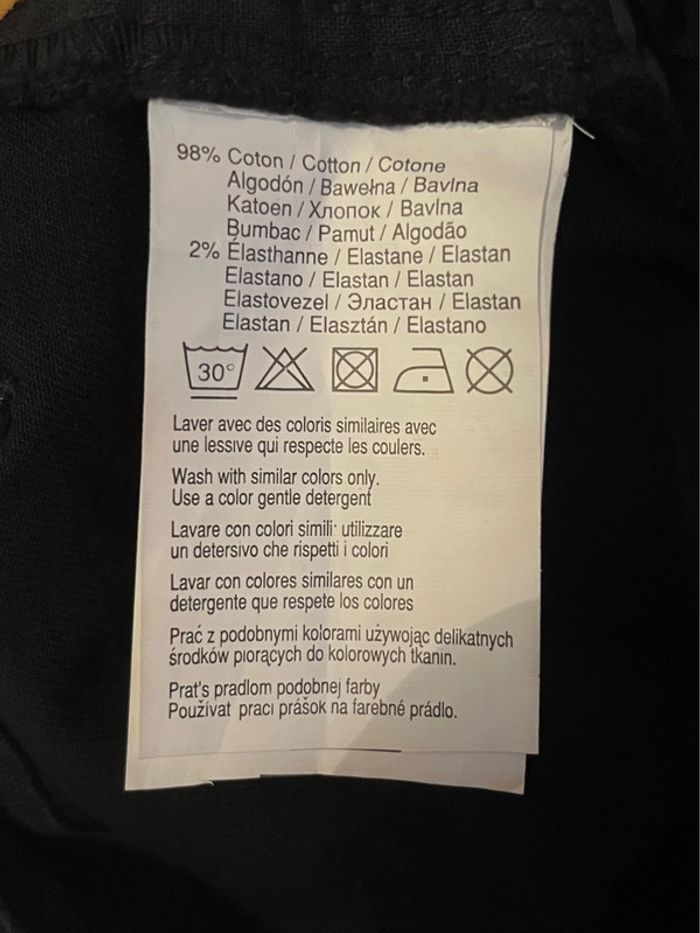 98% Coton / Cotton / Cotone
Algodón / Bawełna / Bavlna
Katoen / Хлопок / Bavlna
Bumbac / Pamut / Algodão
2% Élasthanne / Elastane / Elastan
Elastano / Elastan / Elastan
Elastovezel / Эластан / Elastan
Elastan / Elasztán / Elastano
30°
Laver avec des coloris similaires avec
une lessive qui respecte les coulers.
Wash with similar colors only.
Use a color gentle detergent
Lavare con colori simili· utilizzare
un detersivo che rispetti i colori
Lavar con colores similares con un
detergente que respete los colores
Prać z podobnymi kolorami używojąc delikatnych
środków pıorących do kolorowych tkanın.
Prat's pradlom podobnej farby
Používat pracı prášok na farebné prádlo.